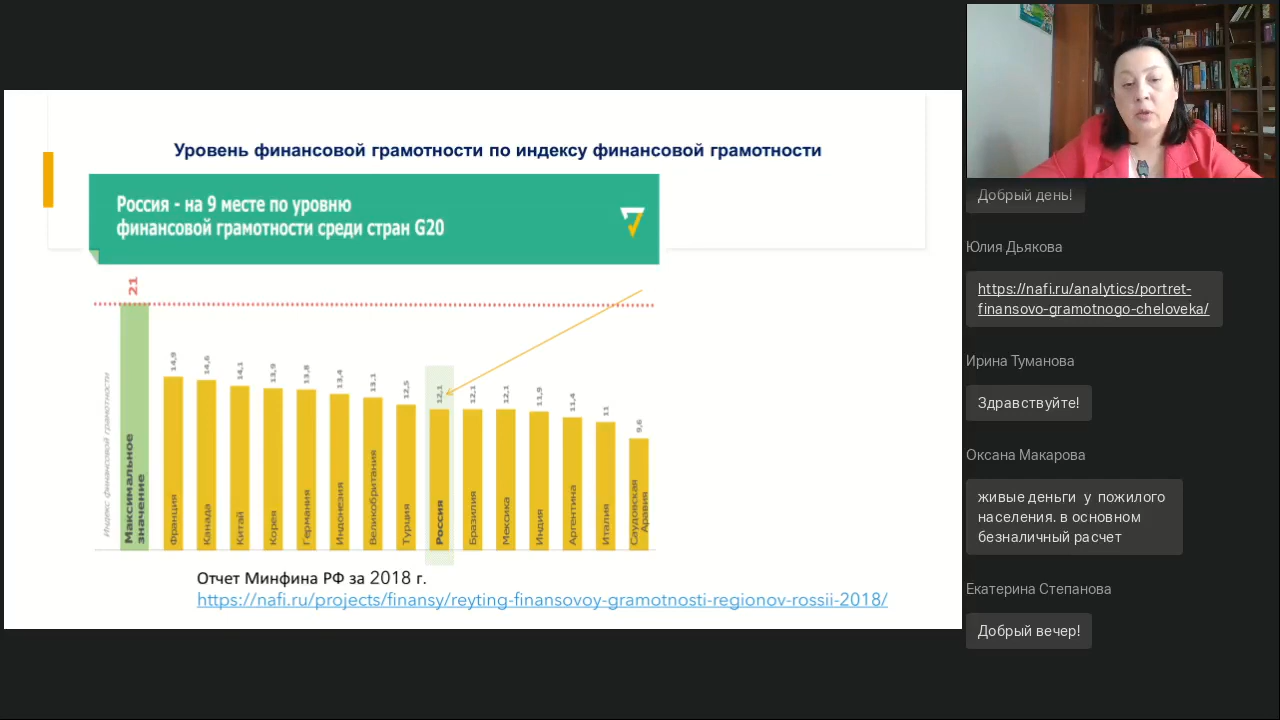 Уровень финансовой грамотности по индексу финансовой грамотности
Россия - на 9 месте по уровню
финансовой грамотности среди стран G20
21
14,9
14,6
14,1
13,9
13,8
13,4
13,1
12,5
12,1
12,1
12,1
11,9
11,4
11
9,6
Индекс финансовой грамотности
Максимальное
значение
Франция
Канада
Китай
Корея
Германия
Индонезия
Великобритания
Турция
Россия
Бразилия
Мексика
Индия
Аргентина
Италия
Саудовская
Аравия
Отчет Минфина РФ за 2018 г.
https://nafi.ru/projects/finansy/reyting-finansovoy-gramotnosti-regionov-rossii-2018/
Добрый день!
Юлия Дьякова
https://nafi.ru/analytics/portret-
finansovo-gramotnogo-cheloveka/
Ирина Туманова
Здравствуйте!
Оксана Макарова
живые деньги у пожилого
населения. в основном
безналичный расчет
Екатерина Степанова
Добрый вечер!